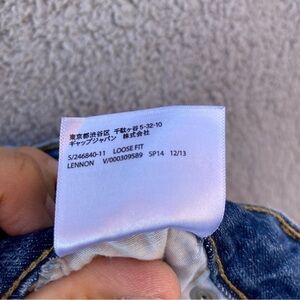 東京都渋谷区 千駄ヶ谷5-32-10
ギャップジャパン 株式会社
S/246840-11 LOOSE FIT
LENNON V/000309589 SP14 12/13